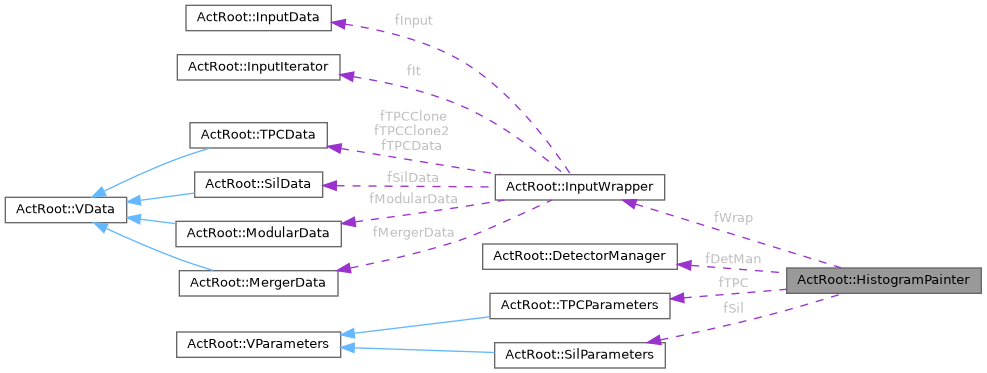 ActRoot::InputData
fInput
ActRoot::InputIterator
fIt
fTPCClone
fTPCClone2
fTPCData
ActRoot::TPCData
ActRoot::SilData
fSilData
ActRoot::InputWrapper
fModularData
ActRoot::VData
ActRoot::ModularData
fWrap
fMergerData
ActRoot::MergerData
ActRoot::DetectorManager
fDetMan
ActRoot::HistogramPainter
fTPC
ActRoot::TPCParameters
fSil
ActRoot::VParameters
ActRoot::SilParameters